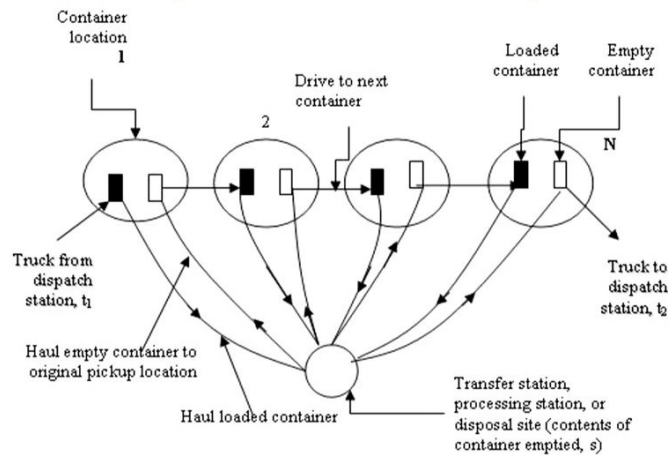 Container
location
1
Loaded
container
Empty
container
Drive to next
container
2
N
Truck from
dispatch
station, t1
Truck to
dispatch
station, t2
Haul empty container to
original pickup location
Haul loaded container
Transfer station,
processing station, or
disposal site (contents of
container emptied, s)